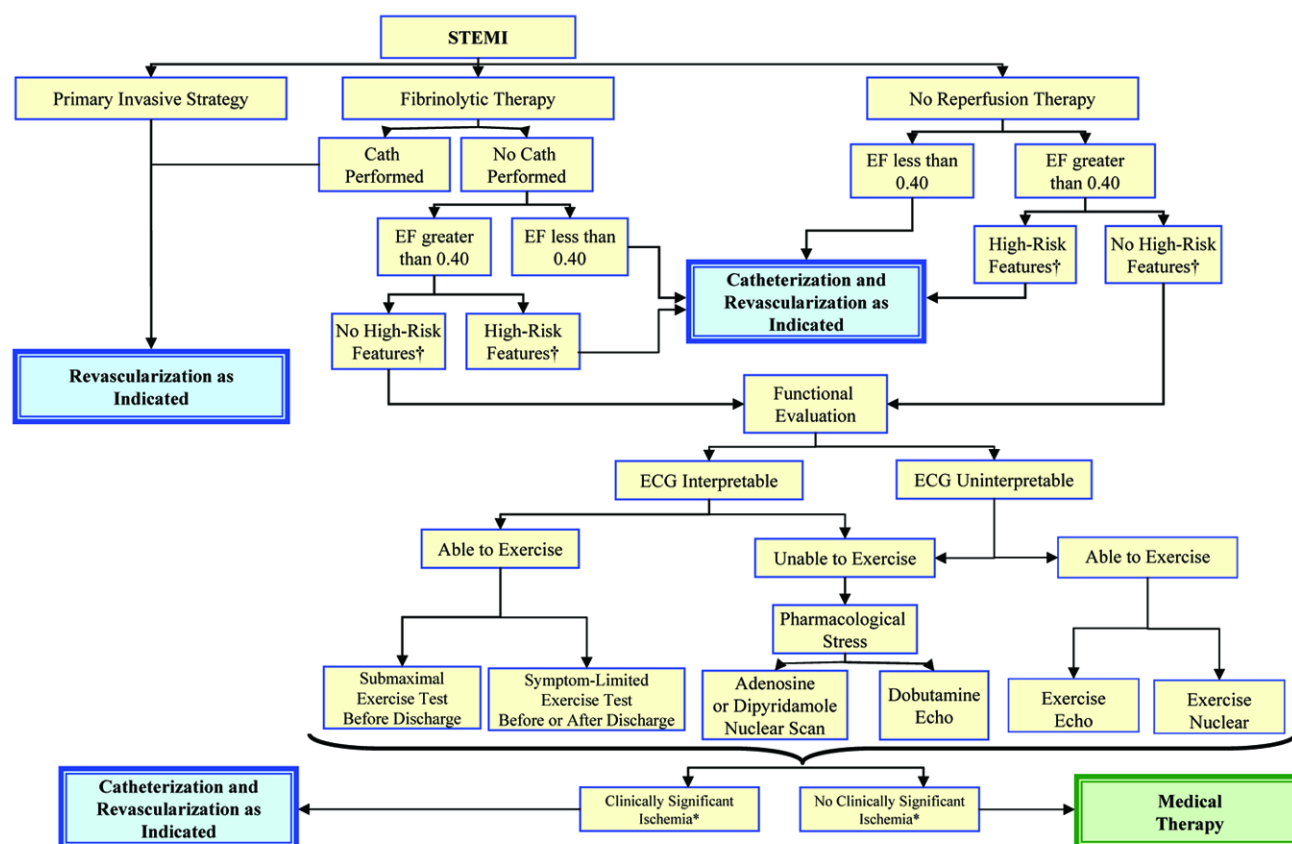 STEMI
Primary Invasive Strategy
Fibrinolytic Therapy
No Reperfusion Therapy
Cath
Performed
No Cath
Performed
EF less than
0.40
EF greater
than 0.40
EF greater
than 0.40
EF less than
0.40
High-Risk
Features†
No High-Risk
Features†
Catheterization and
Revascularization as
Indicated
No High-Risk
Features†
High-Risk
Features†
Revascularization as
Indicated
Functional
Evaluation
ECG Interpretable
ECG Uninterpretable
Able to Exercise
Unable to Exercise
Able to Exercise
Pharmacological
Stress
Submaximal
Exercise Test
Before Discharge
Symptom-Limited
Exercise Test
Before or After Discharge
Adenosine
or Dipyridamole
Nuclear Scan
Dobutamine
Echo
Exercise
Echo
Exercise
Nuclear
Catheterization and
Revascularization as
Indicated
Clinically Significant
Ischemia*
No Clinically Significant
Ischemia*
Medical
Therapy